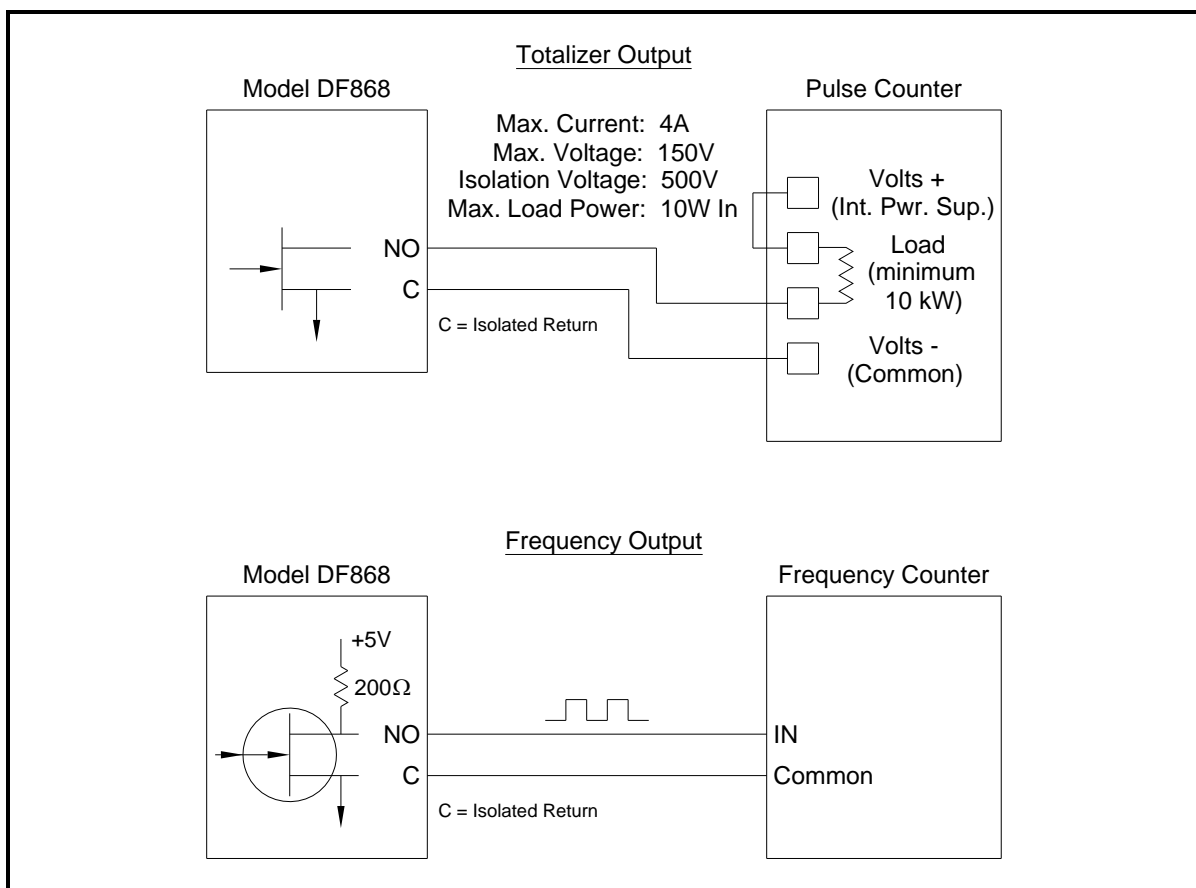 Totalizer Output
Model DF868
Pulse Counter
Max. Current: 4A
Max. Voltage: 150V
Isolation Voltage: 500V
Max. Load Power: 10W In
Volts +
(Int. Pwr. Sup.)
NO
Load
(minimum
10 kW)
C
C = Isolated Return
Volts -
(Common)
Frequency Output
Model DF868
Frequency Counter
+5V
200Ω
NO
IN
C
Common
C = Isolated Return